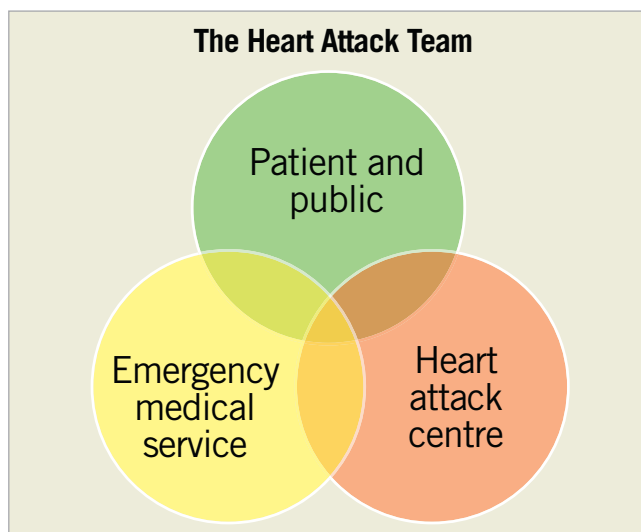 The Heart Attack Team
Patient and
public
Emergency
medical
service
Heart
attack
centre